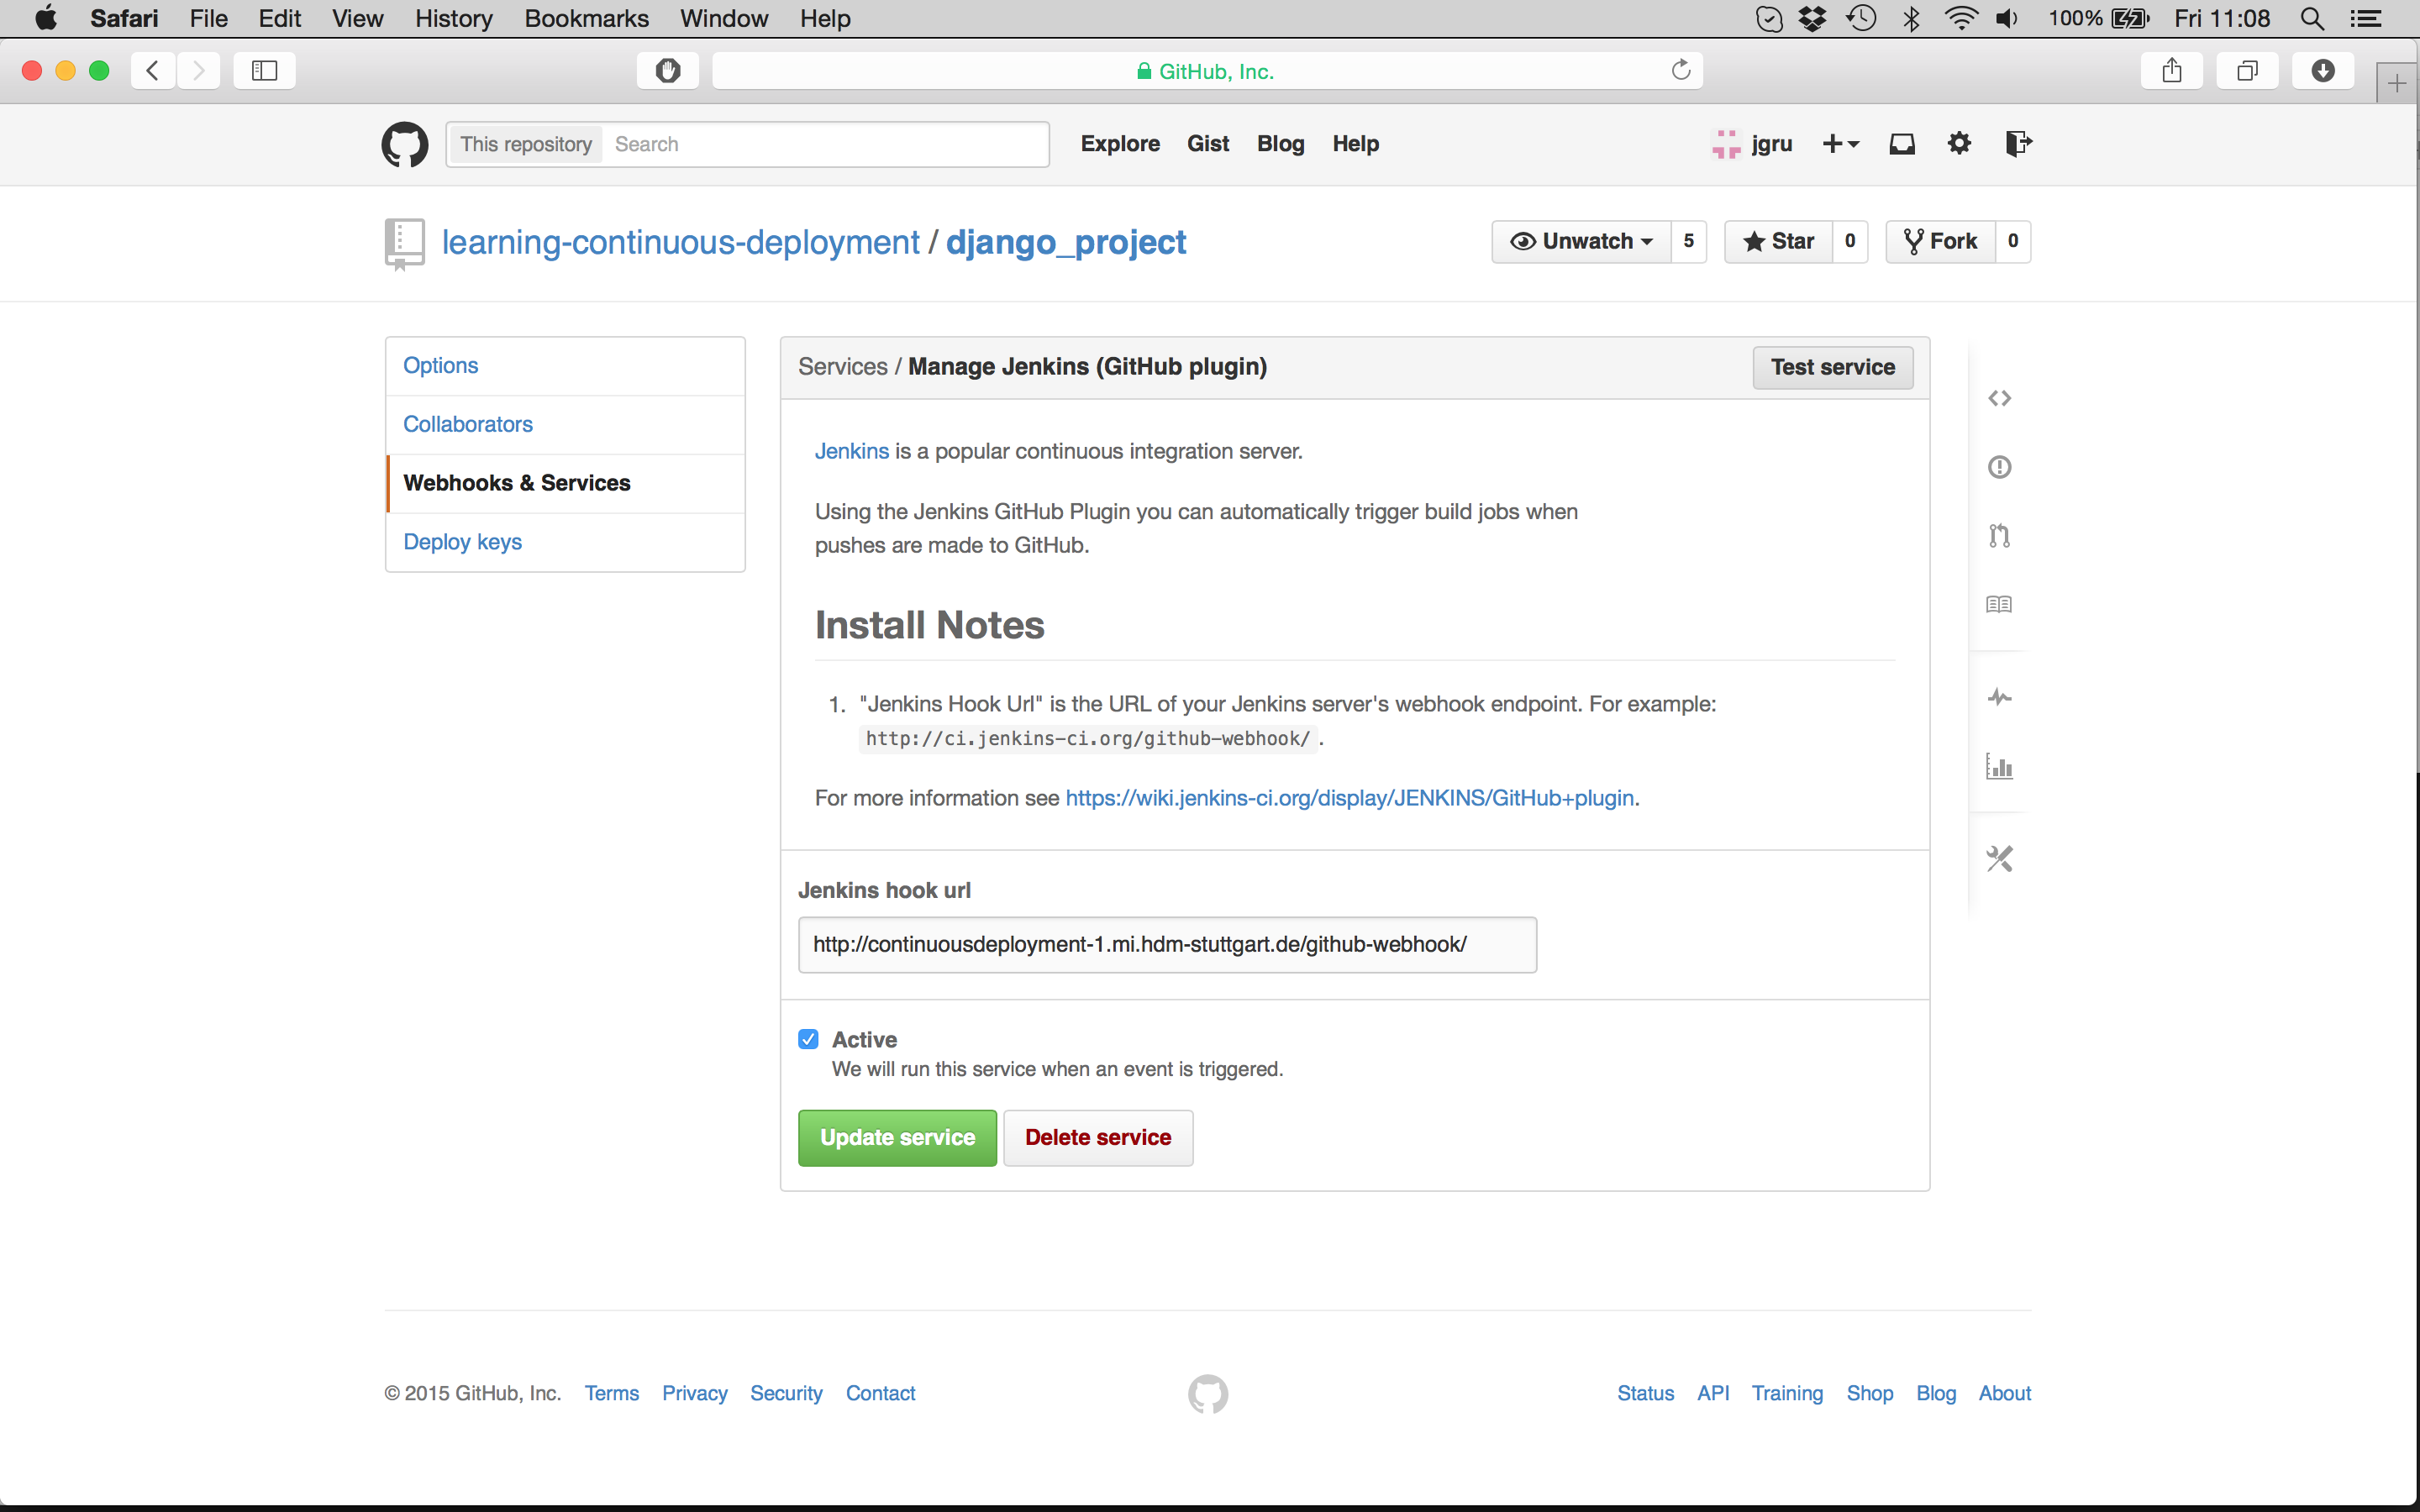 Safari File Edit View History Bookmarks Window Help 100% Fri 11:08
GitHub, Inc.
This repository Search Explore Gist Blog Help jgru
learning-continuous-deployment / django_project Unwatch 5 Star 0 Fork 0
Options
Collaborators
Webhooks & Services
Deploy keys
Services / Manage Jenkins (GitHub plugin) Test service
Jenkins is a popular continuous integration server.
Using the Jenkins GitHub Plugin you can automatically trigger build jobs when
pushes are made to GitHub.
Install Notes
1. "Jenkins Hook Url" is the URL of your Jenkins server's webhook endpoint. For example:
http://ci.jenkins-ci.org/github-webhook/ .
For more information see https://wiki.jenkins-ci.org/display/JENKINS/GitHub+plugin.
Jenkins hook url
http://continuousdeployment-1.mi.hdm-stuttgart.de/github-webhook/
Active
We will run this service when an event is triggered.
Update service Delete service
© 2015 GitHub, Inc. Terms Privacy Security Contact Status API Training Shop Blog About